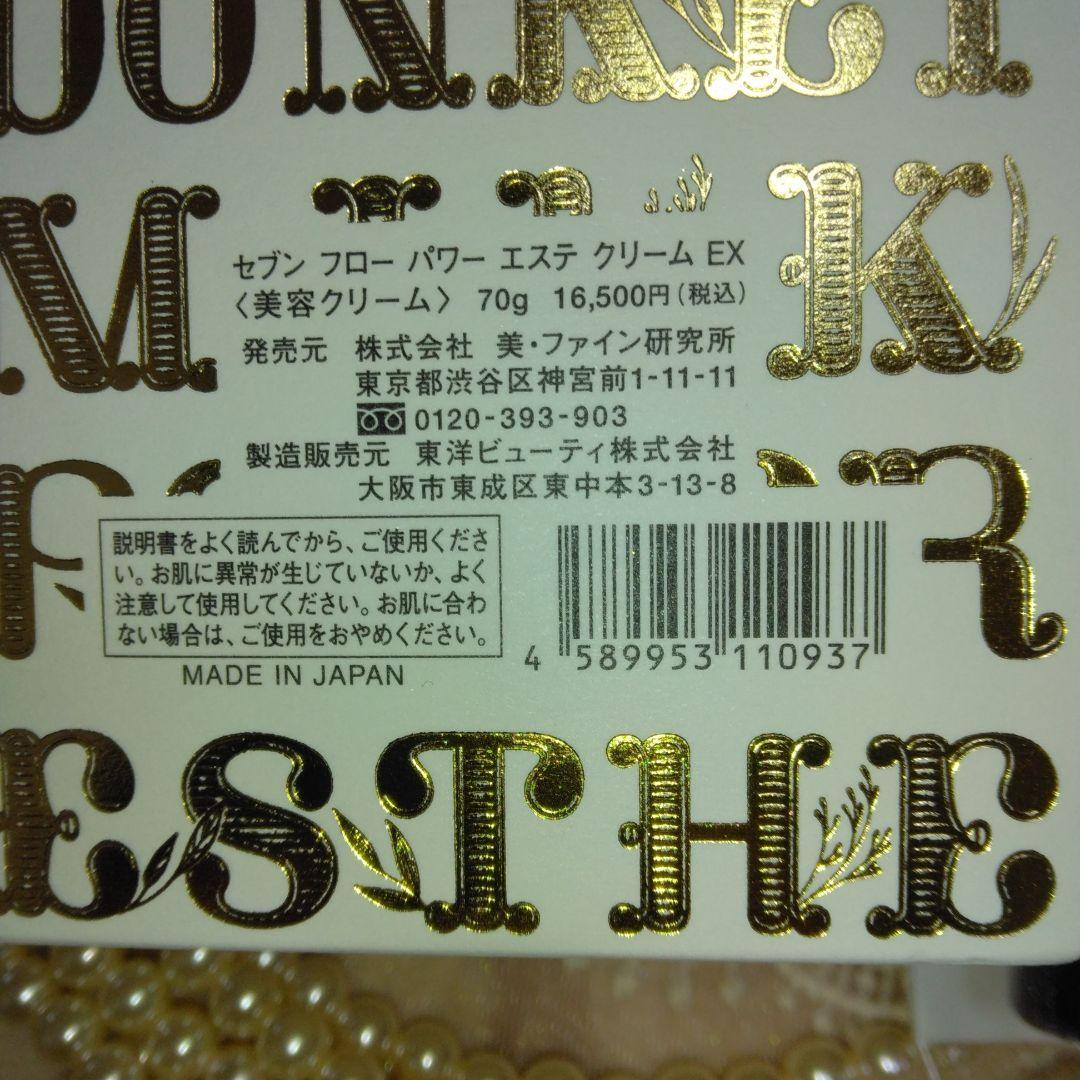 DONKEY
MILK
セブン フロー パワー エステ クリーム EX
〈美容クリーム〉 70g 16,500円(税込)
発売元 株式会社 美・ファイン研究所
東京都渋谷区神宮前1-11-11
0120-393-903
製造販売元 東洋ビューティ株式会社
大阪市東成区東中本3-13-8
説明書をよく読んでから、ご使用くださ
い。お肌に異常が生じていないか、よく
注意して使用してください。お肌に合わ
ない場合は、ご使用をおやめください。
MADE IN JAPAN
4 589953 110937
ESTHE